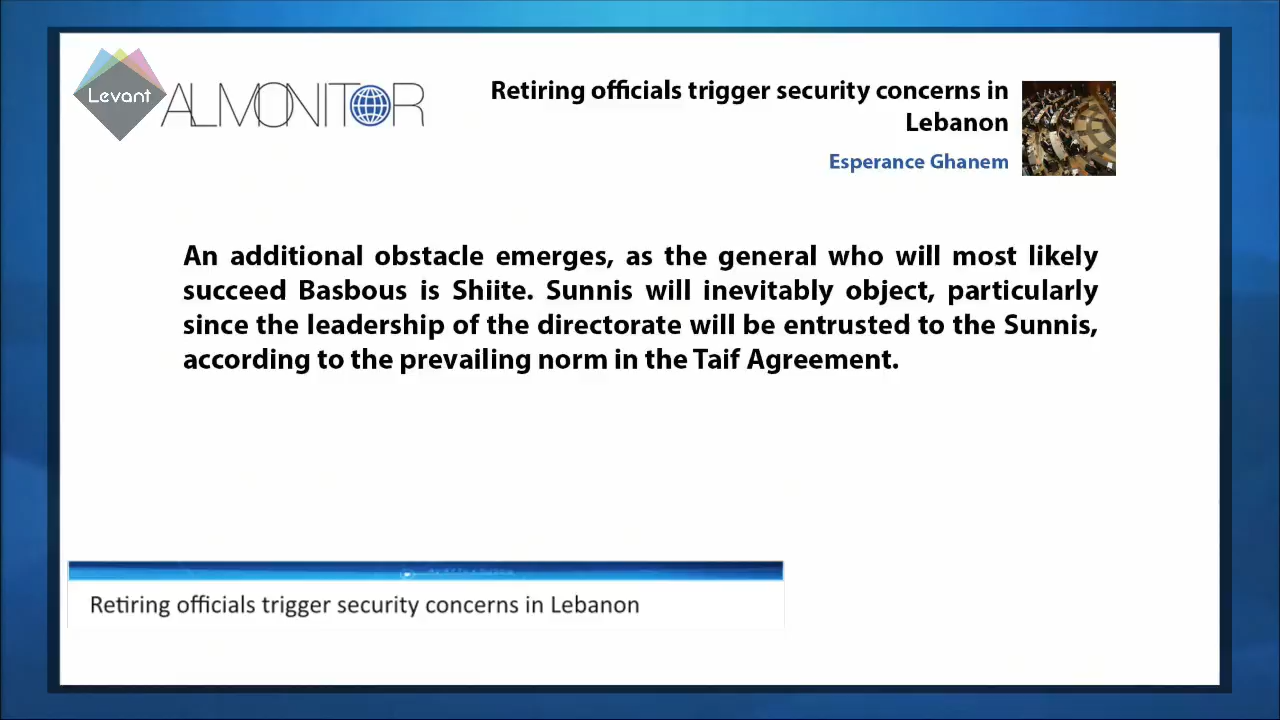 Levant
ALMONITOR
Retiring officials trigger security concerns in
Lebanon
Esperance Ghanem
An additional obstacle emerges, as the general who will most likely
succeed Basbous is Shiite. Sunnis will inevitably object, particularly
since the leadership of the directorate will be entrusted to the Sunnis,
according to the prevailing norm in the Taif Agreement.
Retiring officials trigger security concerns in Lebanon